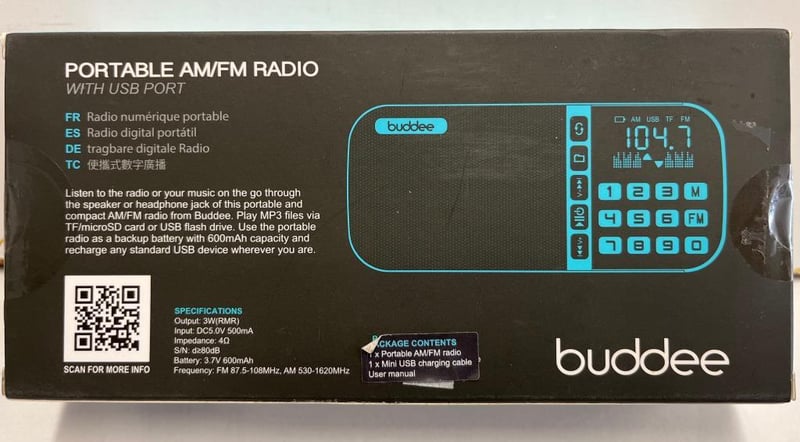 PORTABLE AM/FM RADIO
WITH USB PORT
FR Radio numérique portable
ES Radio digital portátil
DE tragbare digitale Radio
TC 便攜式數字廣播
Listen to the radio or your music on the go through
the speaker or headphone jack of this portable and
compact AM/FM radio from Buddee. Play MP3 files via
TF/microSD card or USB flash drive. Use the portable
radio as a backup battery with 600mAh capacity and
recharge any standard USB device wherever you are.
SCAN FOR MORE INFO
SPECIFICATIONS
Output: 3W(RMR)
Input: DC5.0V 500mA
Impedance: 4Ω
S/N: d≥80dB
Battery: 3.7V 600mAh
Frequency: FM 87.5-108MHz, AM 530-1620MHz
buddee
AM USB TF FM
104.7
1 2 3 M
4 5 6 FM
7 8 9 0
CKAGE CONTENTS
x Portable AM/FM radio
1 x Mini USB charging cable
User manual
buddee